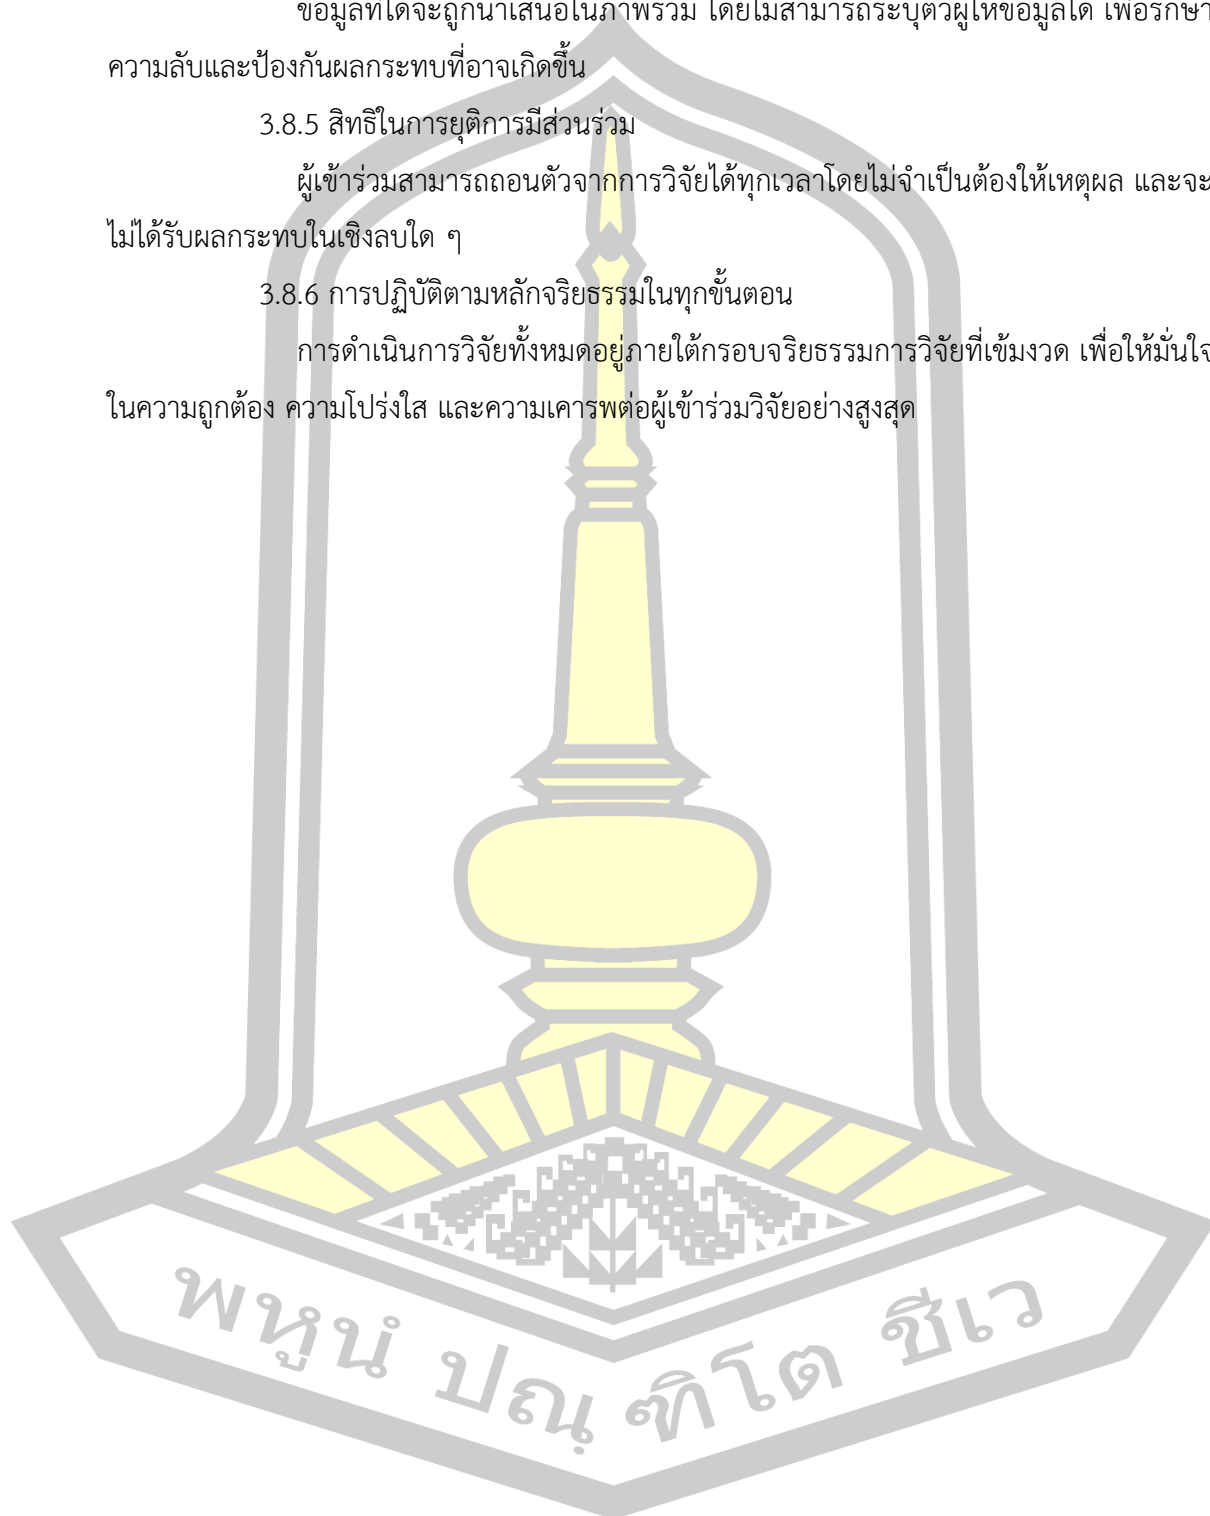 ข้อมูลที่ได้จะถูกนำเสนอในภาพรวม โดยไม่สามารถระบุตัวผู้ให้ข้อมูลได้ เพื่อรักษา
ความลับและป้องกันผลกระทบที่อาจเกิดขึ้น
3.8.5 สิทธิในการยุติการมีส่วนร่วม
ผู้เข้าร่วมสามารถถอนตัวจากการวิจัยได้ทุกเวลาโดยไม่จำเป็นต้องให้เหตุผล และจะ
ไม่ได้รับผลกระทบในเชิงลบใด ๆ
3.8.6 การปฏิบัติตามหลักจริยธรรมในทุกขั้นตอน
การดำเนินการวิจัยทั้งหมดอยู่ภายใต้กรอบจริยธรรมการวิจัยที่เข้มงวด เพื่อให้มั่นใจ
ในความถูกต้อง ความโปร่งใส และความเคารพต่อผู้เข้าร่วมวิจัยอย่างสูงสุด
พหูนํ ปณฺฑิโต ชีเว